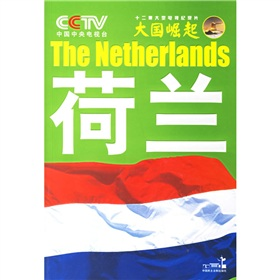 CCTV
中国中央电视台
十二集大型电视纪录片
大国崛起
The Netherlands
荷兰